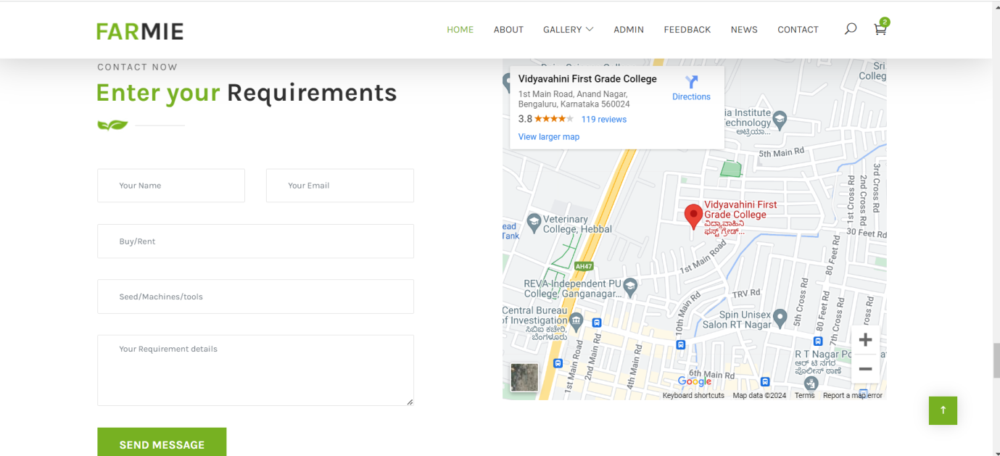 FARMIE
HOME ABOUT GALLERY ADMIN FEEDBACK NEWS CONTACT 2
CONTACT NOW
Enter your Requirements
Your Name
Your Email
Buy/Rent
Seed/Machines/tools
Your Requirement details
SEND MESSAGE
Vidyavahini First Grade College
1st Main Road, Anand Nagar,
Bengaluru, Karnataka 560024
3.8 119 reviews
View larger map
Directions
Sri
Colleg
ia Institute
Technology
5th Main Rd
3rd Cross Rd
2nd Cross Rd
1st Cross Rd
Vidyavahini First
Grade College
ವಿದ್ಯಾವಾಹಿನಿ
ಫಸ್ಟ್ ಗ್ರೇಡ್...
Veterinary
College, Hebbal
ead
Tank
30 Feet Rd
1st Main Road
80 Feet Rd
AH47
REVA Independent PU
College, Ganganagar...
TRV Rd
10th Main Rd
5th Cross Rd
80 Feet Rd
7th Cross Rd
ross Rd
Central Bureau
of Investigation
ಸಿಬಿಐ ಕಚೇರಿ,
ಬೆಂಗಳೂರು
Spin Unisex
Salon RT Nagar
1st Main Road
2nd Main Rd
4th Main Rd
6th Main Rd
R T Nagar Po
ಆರ್ ಟಿ ನಗರ
ಪೊಲೀಸ್ ಠಾಣೆ
Google
Keyboard shortcuts Map data ©2024 Terms Report a map error